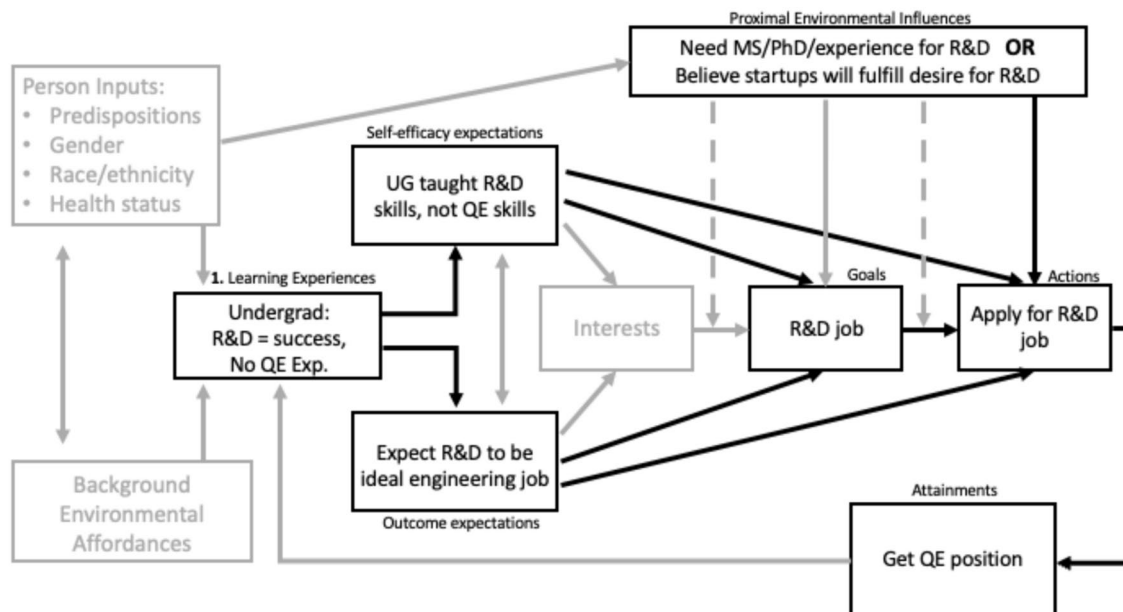 Proximal Environmental Influences
Need MS/PhD/experience for R&D OR
Believe startups will fulfill desire for R&D
Person Inputs:
• Predispositions
• Gender
• Race/ethnicity
• Health status
Self-efficacy expectations
UG taught R&D
skills, not QE skills
1. Learning Experiences
Undergrad:
R&D = success,
No QE Exp.
Interests
Goals
R&D job
Actions
Apply for R&D
job
Expect R&D to be
ideal engineering job
Outcome expectations
Background
Environmental
Affordances
Attainments
Get QE position